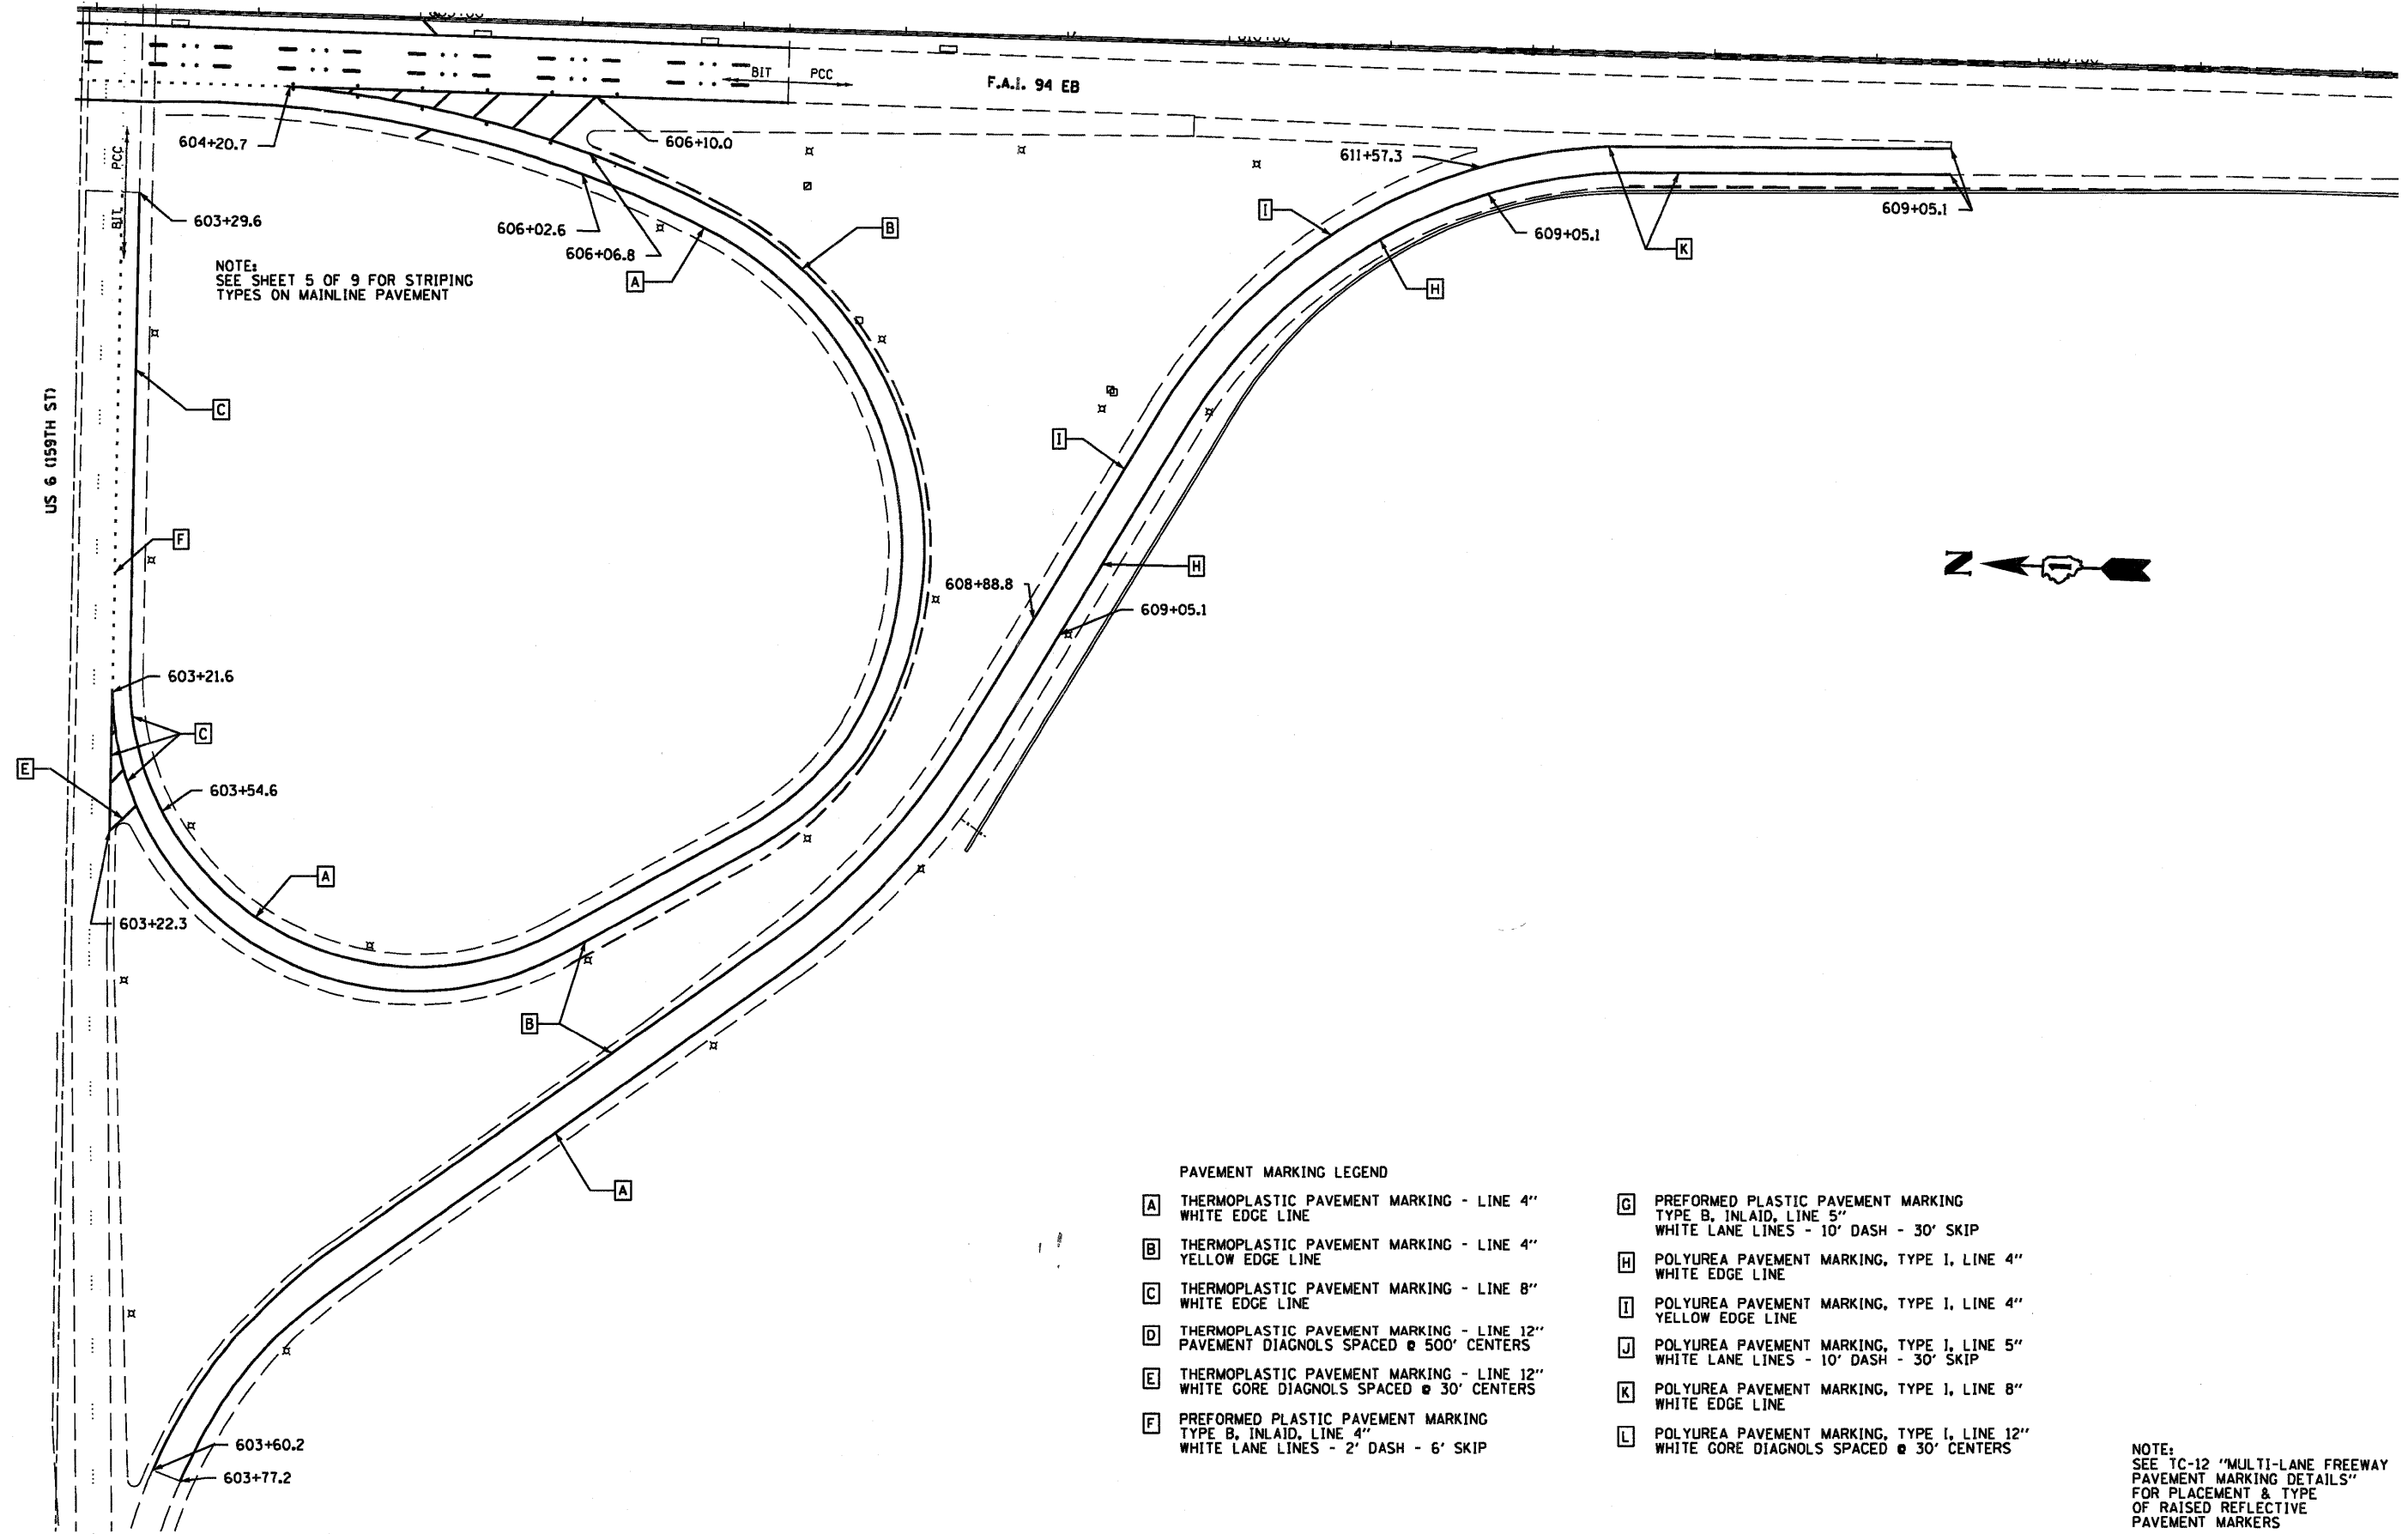 BIT
PCC
F.A.I. 94 EB
604+20.7
606+10.0
611+57.3
PCC
BIT
603+29.6
606+02.6
606+06.8
B
A
I
609+05.1
609+05.1
K
H
NOTE:
SEE SHEET 5 OF 9 FOR STRIPING
TYPES ON MAINLINE PAVEMENT
US 6 (159TH ST)
C
I
F
H
N
608+88.8
609+05.1
603+21.6
C
E
603+54.6
A
603+22.3
B
A
603+60.2
603+77.2
PAVEMENT MARKING LEGEND
A THERMOPLASTIC PAVEMENT MARKING - LINE 4"
WHITE EDGE LINE
B THERMOPLASTIC PAVEMENT MARKING - LINE 4"
YELLOW EDGE LINE
C THERMOPLASTIC PAVEMENT MARKING - LINE 8"
WHITE EDGE LINE
D THERMOPLASTIC PAVEMENT MARKING - LINE 12"
PAVEMENT DIAGNOLS SPACED @ 500' CENTERS
E THERMOPLASTIC PAVEMENT MARKING - LINE 12"
WHITE GORE DIAGNOLS SPACED @ 30' CENTERS
F PREFORMED PLASTIC PAVEMENT MARKING
TYPE B, INLAID, LINE 4"
WHITE LANE LINES - 2' DASH - 6' SKIP
G PREFORMED PLASTIC PAVEMENT MARKING
TYPE B, INLAID, LINE 5"
WHITE LANE LINES - 10' DASH - 30' SKIP
H POLYUREA PAVEMENT MARKING, TYPE I, LINE 4"
WHITE EDGE LINE
I POLYUREA PAVEMENT MARKING, TYPE I, LINE 4"
YELLOW EDGE LINE
J POLYUREA PAVEMENT MARKING, TYPE I, LINE 5"
WHITE LANE LINES - 10' DASH - 30' SKIP
K POLYUREA PAVEMENT MARKING, TYPE I, LINE 8"
WHITE EDGE LINE
L POLYUREA PAVEMENT MARKING, TYPE I, LINE 12"
WHITE GORE DIAGNOLS SPACED @ 30' CENTERS
NOTE:
SEE TC-12 "MULTI-LANE FREEWAY
PAVEMENT MARKING DETAILS"
FOR PLACEMENT & TYPE
OF RAISED REFLECTIVE
PAVEMENT MARKERS